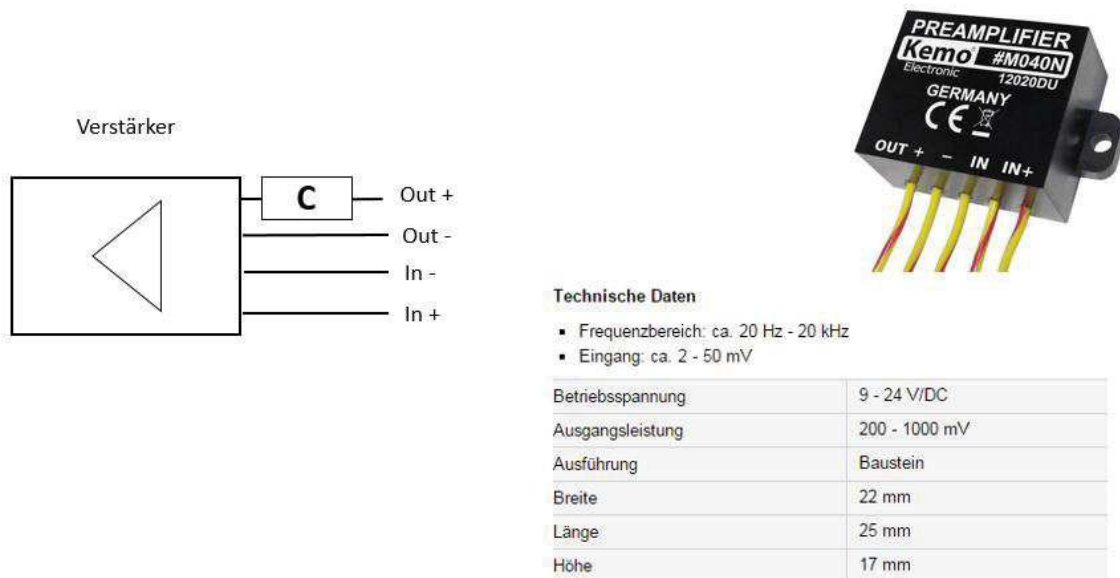 Verstärker
C
Out +
Out -
In -
In +
PREAMPLIFIER
Kemo #M040N
Electronic 12020DU
GERMANY
CE
OUT + - IN IN+
Technische Daten
▪ Frequenzbereich: ca. 20 Hz - 20 kHz
▪ Eingang: ca. 2 - 50 mV
Betriebsspannung 9 - 24 V/DC
Ausgangsleistung 200 - 1000 mV
Ausführung Baustein
Breite 22 mm
Länge 25 mm
Höhe 17 mm